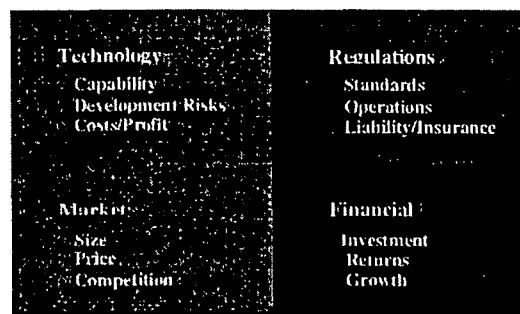 Technology
Capability
Development Risks
Costs/Profit
Regulations
Standards
Operations
Liability/Insurance
Market
Size
Price
Competition
Financial
Investment
Returns
Growth